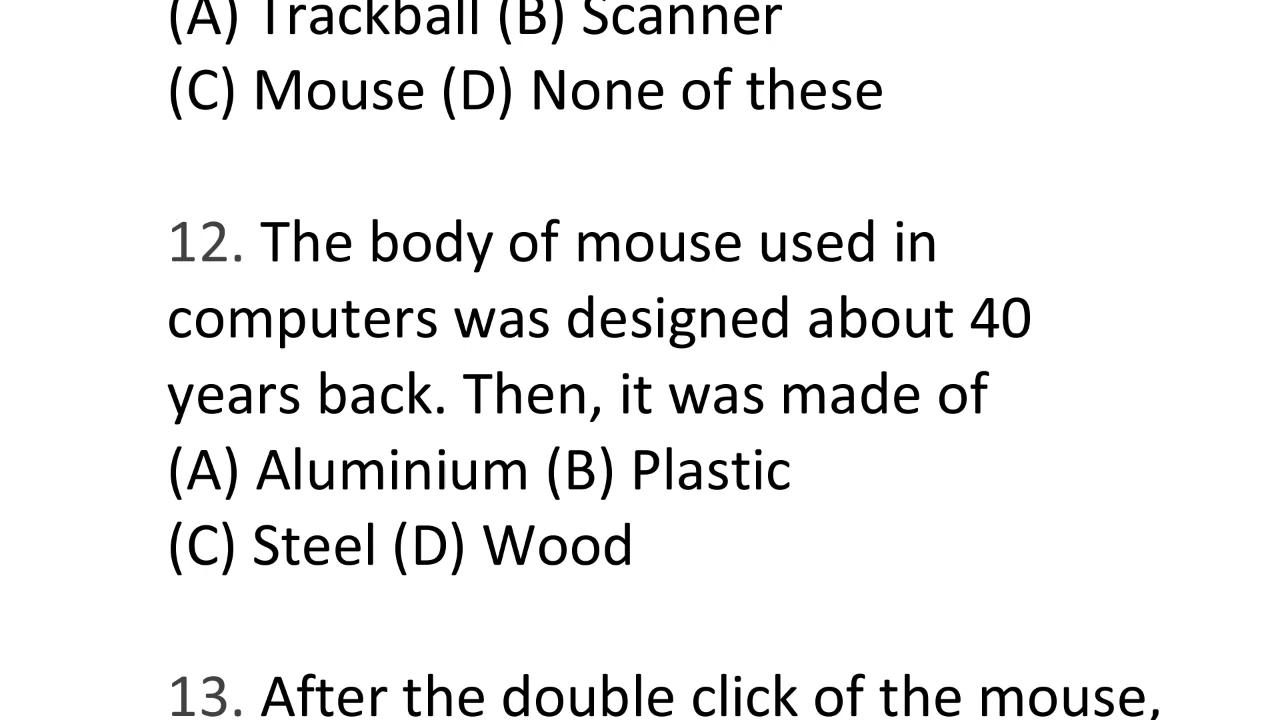 (A) Trackball (B) Scanner
(C) Mouse (D) None of these
12. The body of mouse used in
computers was designed about 40
years back. Then, it was made of
(A) Aluminium (B) Plastic
(C) Steel (D) Wood
13. After the double click of the mouse,